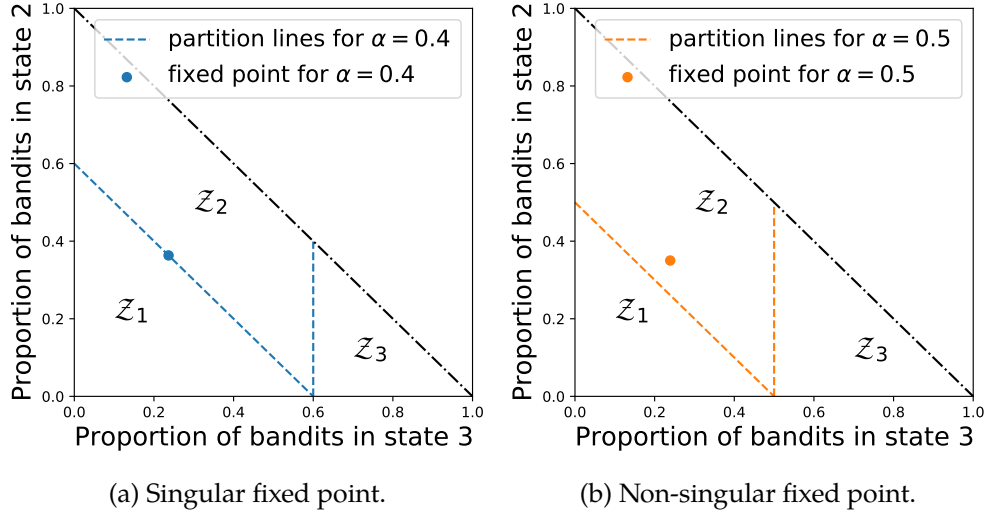 Proportion of bandits in state 2
1.0
0.8
0.6
0.4
0.2
0.0
partition lines for α = 0.4
fixed point for α = 0.4
𝒵2
𝒵1
𝒵3
0.0 0.2 0.4 0.6 0.8 1.0
Proportion of bandits in state 3
(a) Singular fixed point.
Proportion of bandits in state 2
1.0
0.8
0.6
0.4
0.2
0.0
partition lines for α = 0.5
fixed point for α = 0.5
𝒵2
𝒵1
𝒵3
0.0 0.2 0.4 0.6 0.8 1.0
Proportion of bandits in state 3
(b) Non-singular fixed point.